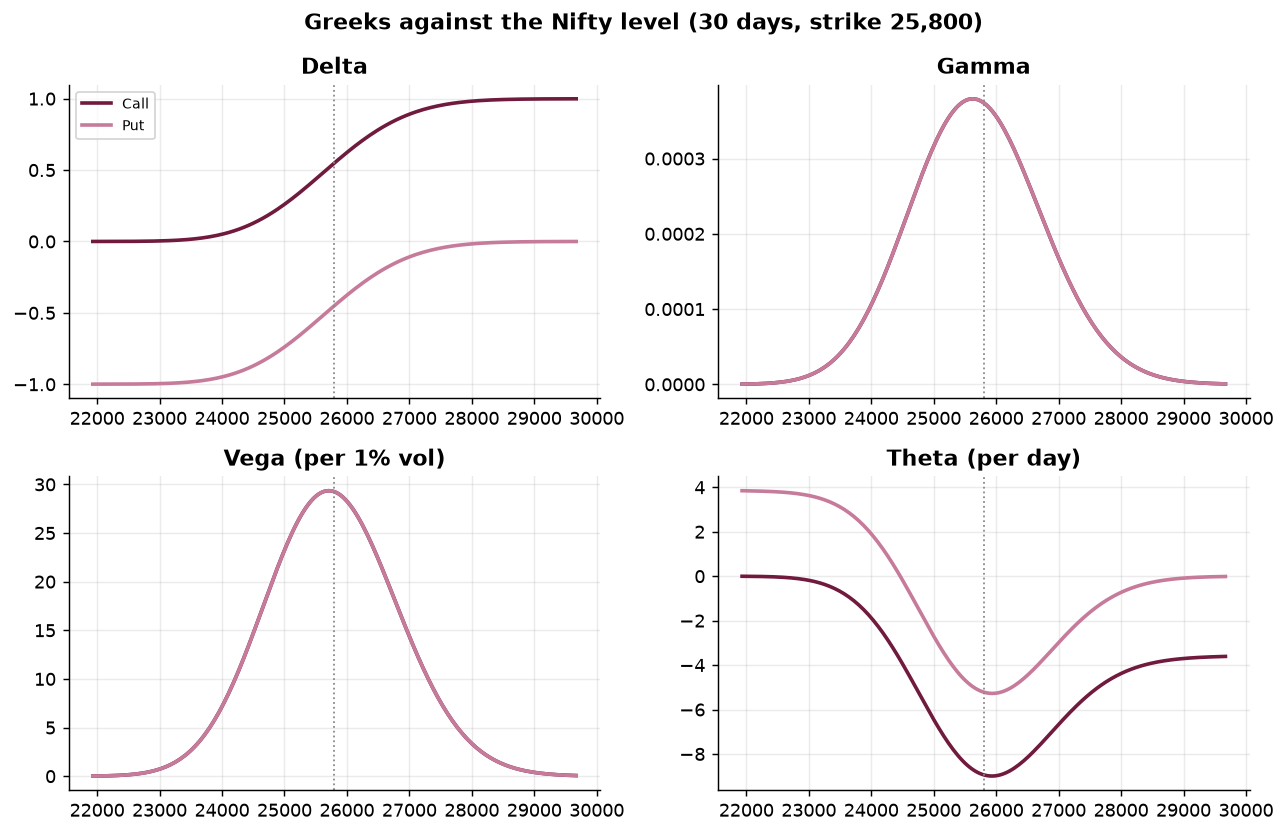 Greeks against the Nifty level (30 days, strike 25,800)
Delta
1.0
0.5
0.0
−0.5
−1.0
Call
Put
22000 23000 24000 25000 26000 27000 28000 29000 30000
Gamma
0.0003
0.0002
0.0001
0.0000
22000 23000 24000 25000 26000 27000 28000 29000 30000
Vega (per 1% vol)
30
25
20
15
10
5
0
22000 23000 24000 25000 26000 27000 28000 29000 30000
Theta (per day)
4
2
0
−2
−4
−6
−8
22000 23000 24000 25000 26000 27000 28000 29000 30000